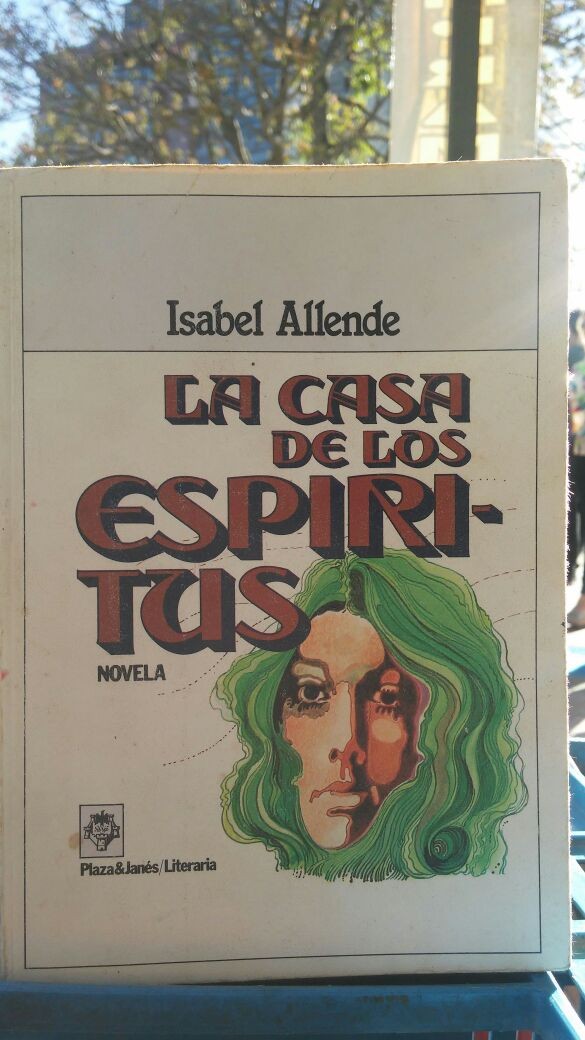 Isabel Allende
LA CASA
DE LOS
ESPIRI-
TUS
NOVELA
Plaza&Janés/Literaria